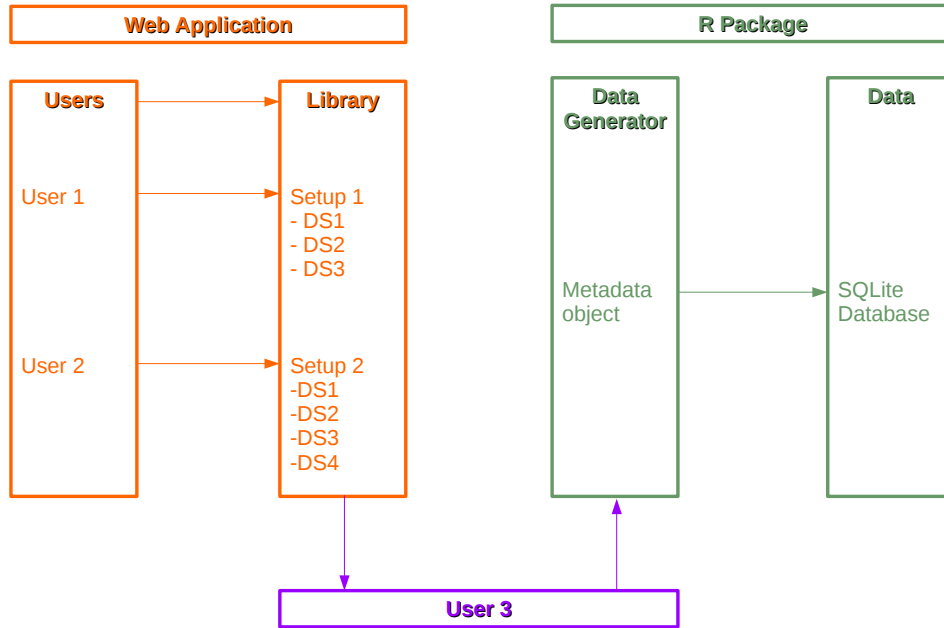 Web Application
R Package
Users
Library
Data
Generator
Data
User 1
Setup 1
- DS1
- DS2
- DS3
Metadata
object
SQLite
Database
User 2
Setup 2
-DS1
-DS2
-DS3
-DS4
User 3